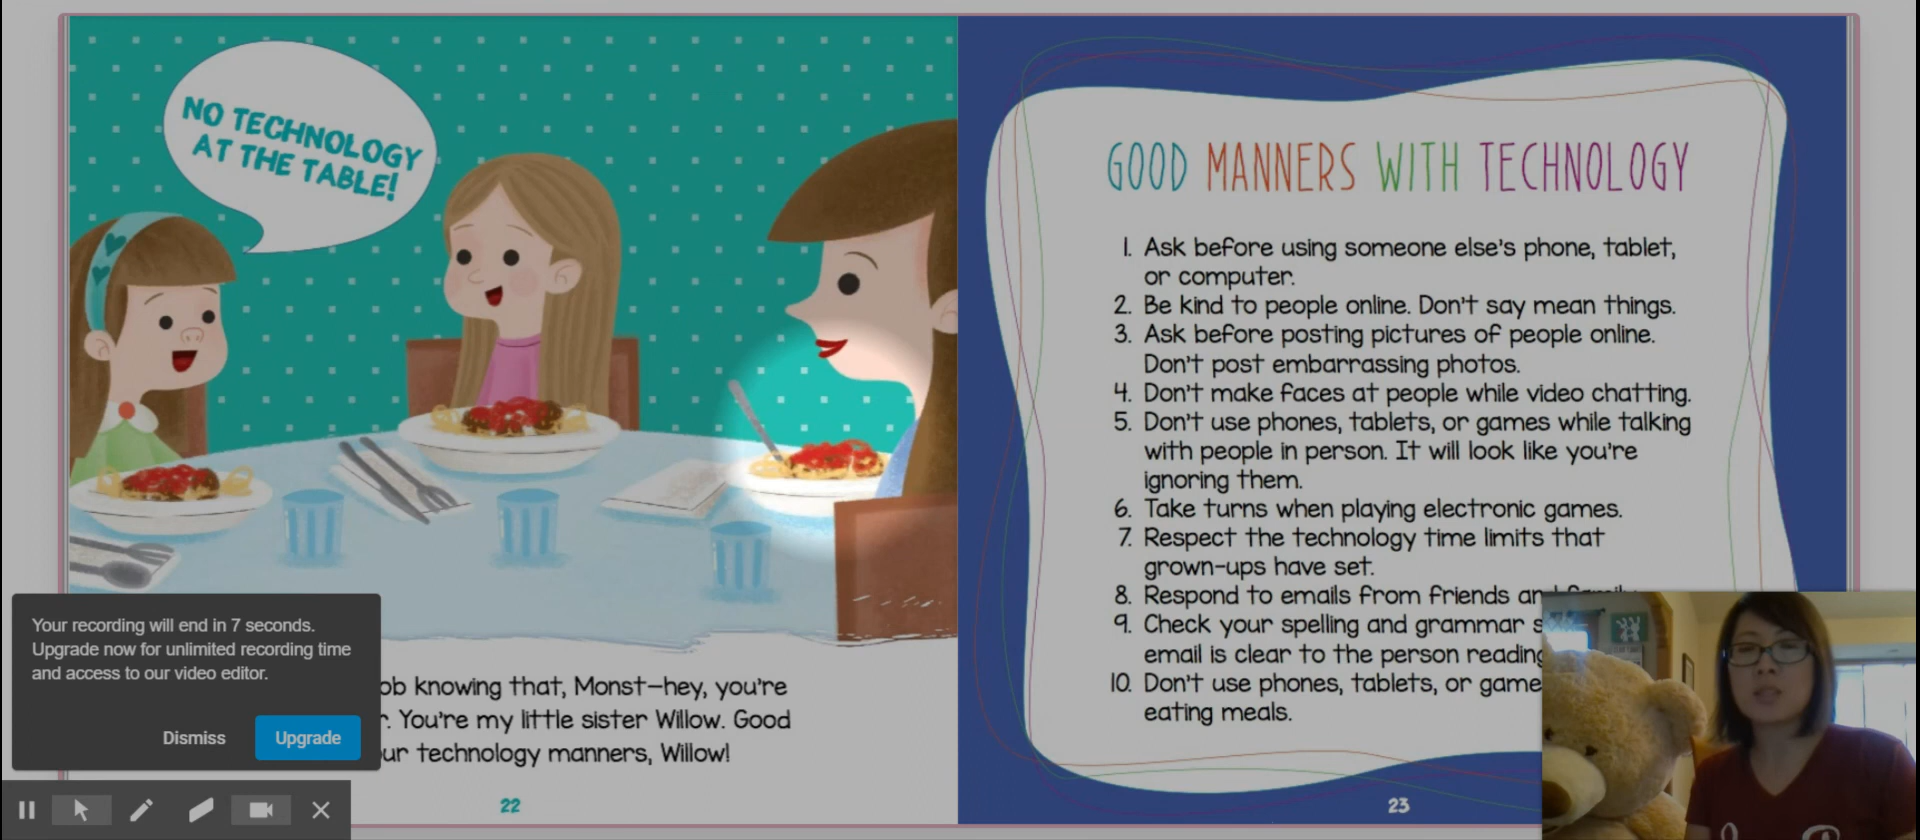 NO TECHNOLOGY
AT THE TABLE!
ob knowing that, Monst—hey, you're
r. You're my little sister Willow. Good
ur technology manners, Willow!
22
GOOD MANNERS WITH TECHNOLOGY
1. Ask before using someone else's phone, tablet,
or computer.
2. Be kind to people online. Don't say mean things.
3. Ask before posting pictures of people online.
Don't post embarrassing photos.
4. Don't make faces at people while video chatting.
5. Don't use phones, tablets, or games while talking
with people in person. It will look like you're
ignoring them.
6. Take turns when playing electronic games.
7. Respect the technology time limits that
grown-ups have set.
8. Respond to emails from friends and family
9. Check your spelling and grammar s
email is clear to the person reading
10. Don't use phones, tablets, or game
eating meals.
23
Your recording will end in 7 seconds.
Upgrade now for unlimited recording time
and access to our video editor.
Dismiss
Upgrade